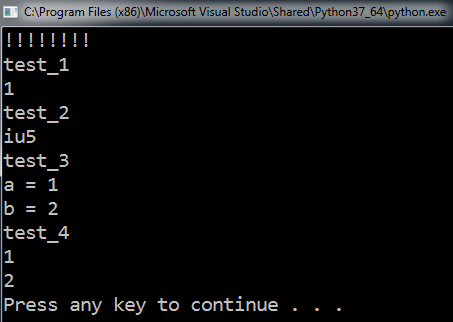 C:\Program Files (x86)\Microsoft Visual Studio\Shared\Python37_64\python.exe
!!!!!!!!
test_1
1
test_2
iu5
test_3
a = 1
b = 2
test_4
1
2
Press any key to continue . . .